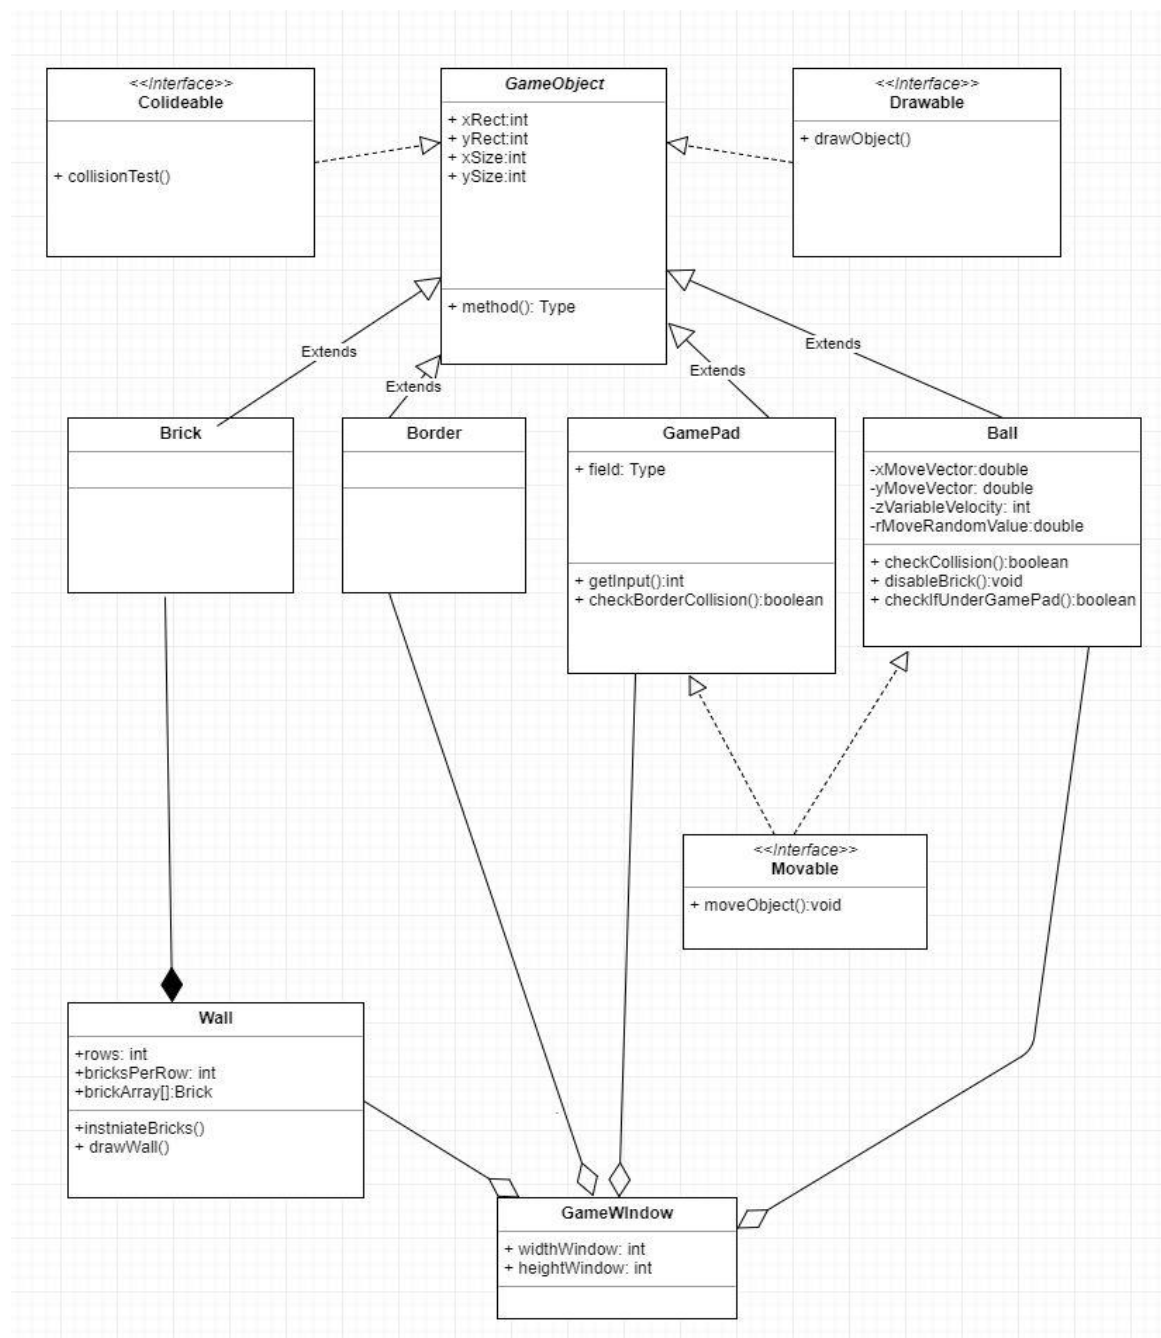 <<Interface>>
Colideable
+ collisionTest()
GameObject
+ xRect:int
+ yRect:int
+ xSize:int
+ ySize:int
+ method(): Type
<<Interface>>
Drawable
+ drawObject()
Extends
Extends
Extends
Extends
Brick
Border
GamePad
+ field: Type
+ getInput():int
+ checkBorderCollision():boolean
Ball
-xMoveVector:double
-yMoveVector: double
-zVariableVelocity: int
-rMoveRandomValue:double
+ checkCollision():boolean
+ disableBrick():void
+ checkIfUnderGamePad():boolean
<<Interface>>
Movable
+ moveObject():void
Wall
+rows: int
+bricksPerRow: int
+brickArray[]:Brick
+instniateBricks()
+ drawWall()
GameWIndow
+ widthWindow: int
+ heightWindow: int